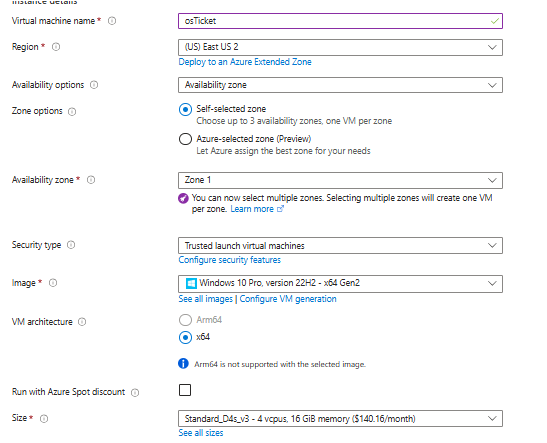 Instance details
Virtual machine name *
osTicket
Region *
(US) East US 2
Deploy to an Azure Extended Zone
Availability options
Availability zone
Zone options
Self-selected zone
Choose up to 3 availability zones, one VM per zone
Azure-selected zone (Preview)
Let Azure assign the best zone for your needs
Availability zone *
Zone 1
You can now select multiple zones. Selecting multiple zones will create one VM
per zone. Learn more
Security type
Trusted launch virtual machines
Configure security features
Image *
Windows 10 Pro, version 22H2 - x64 Gen2
See all images | Configure VM generation
VM architecture
Arm64
x64
Arm64 is not supported with the selected image.
Run with Azure Spot discount
Size *
Standard_D4s_v3 - 4 vcpus, 16 GiB memory ($140.16/month)
See all sizes